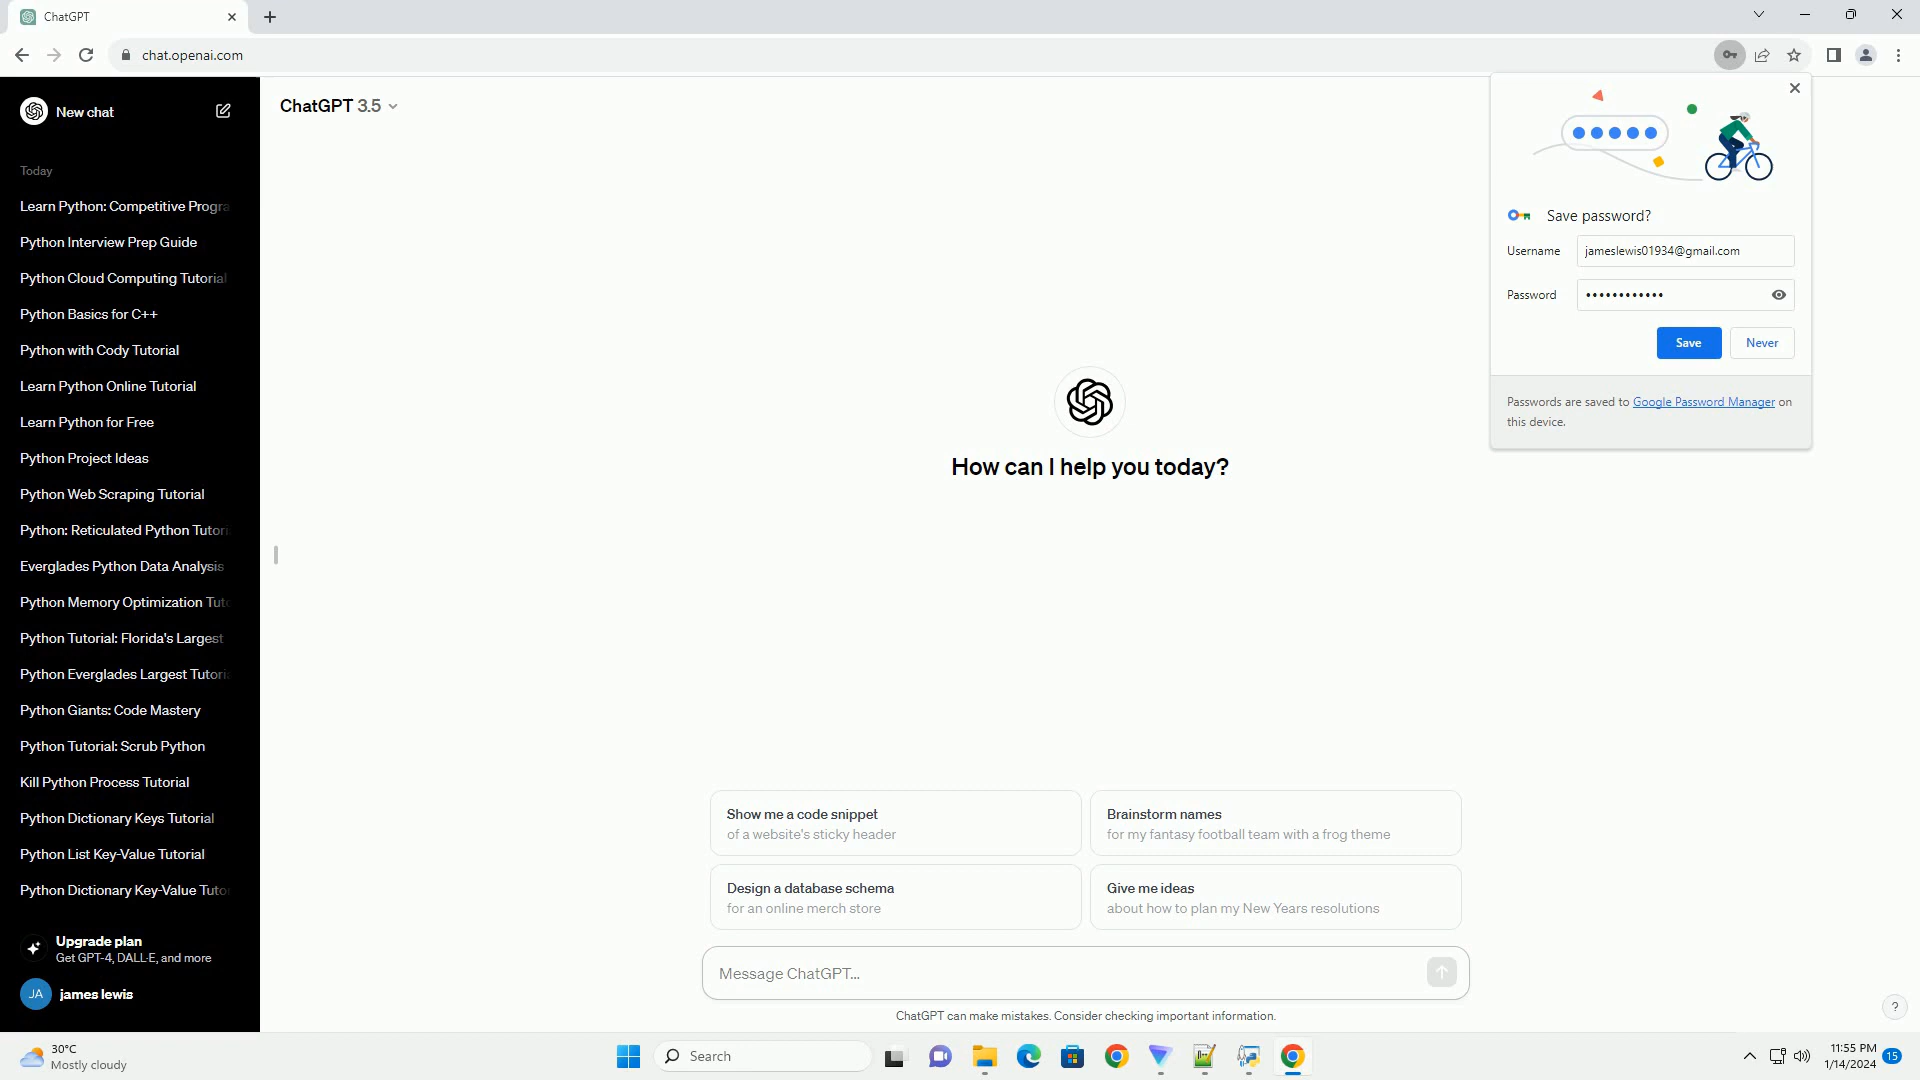 ChatGPT
chat.openai.com
New chat
Today
Learn Python: Competitive Progra
Python Interview Prep Guide
Python Cloud Computing Tutorial
Python Basics for C++
Python with Cody Tutorial
Learn Python Online Tutorial
Learn Python for Free
Python Project Ideas
Python Web Scraping Tutorial
Python: Reticulated Python Tutori
Everglades Python Data Analysis
Python Memory Optimization Tuto
Python Tutorial: Florida's Largest
Python Everglades Largest Tutoria
Python Giants: Code Mastery
Python Tutorial: Scrub Python
Kill Python Process Tutorial
Python Dictionary Keys Tutorial
Python List Key-Value Tutorial
Python Dictionary Key-Value Tuto
Upgrade plan
Get GPT-4, DALL·E, and more
JA james lewis
ChatGPT 3.5
Save password?
Username jameslewis01934@gmail.com
Password ••••••••••••
Save Never
Passwords are saved to Google Password Manager on
this device.
How can I help you today?
Show me a code snippet
of a website's sticky header
Brainstorm names
for my fantasy football team with a frog theme
Design a database schema
for an online merch store
Give me ideas
about how to plan my New Years resolutions
Message ChatGPT...
ChatGPT can make mistakes. Consider checking important information.
?
30°C
Mostly cloudy
Search
11:55 PM
1/14/2024
15